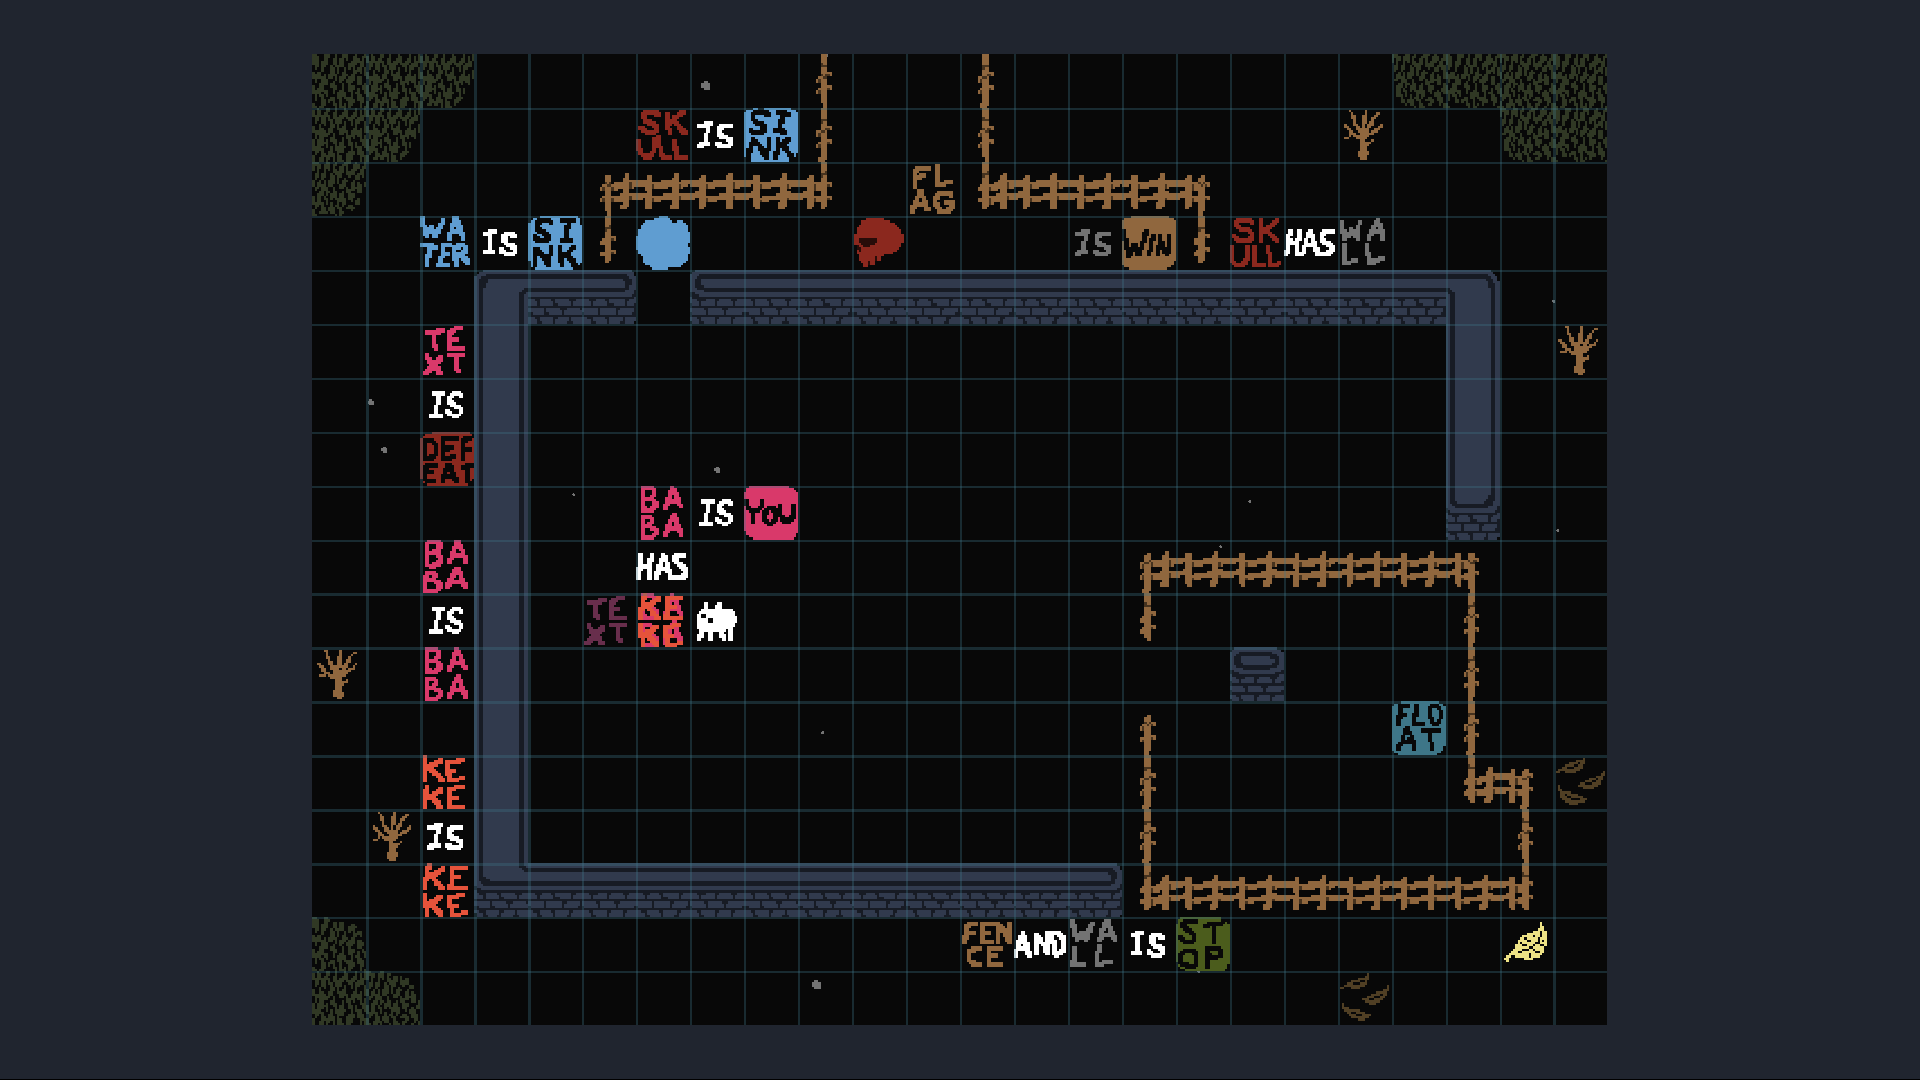 SKULL IS SINK
FLAG
WATER IS SINK
IS WIN
SKULL HAS WALL
TEXT
IS
DEFEAT
BABA IS YOU
HAS
TEXT
BABA
IS
BABA
FLOAT
KEKE
IS
KEKE
FENCE AND WALL IS STOP